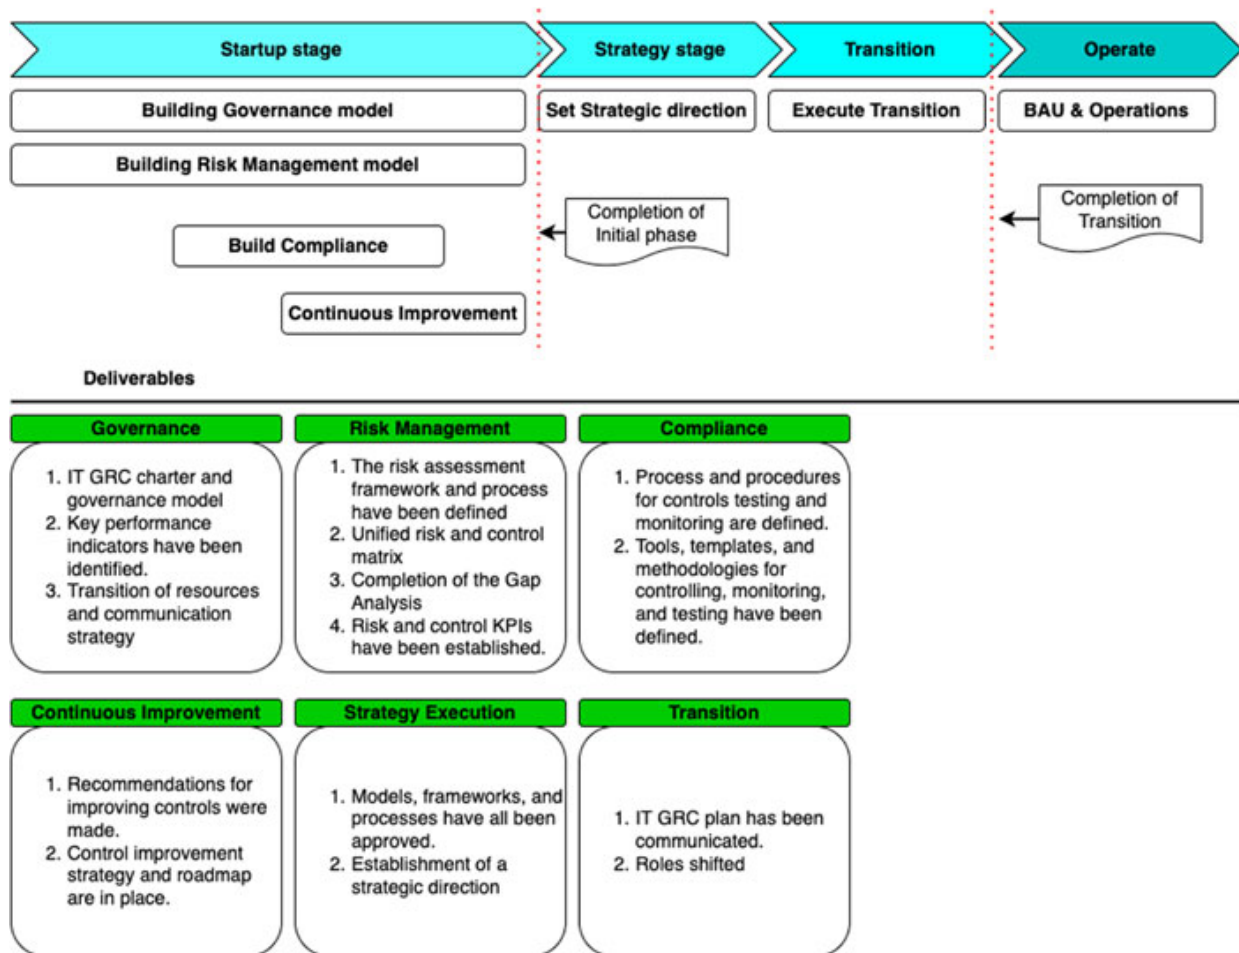 Startup stage
Strategy stage
Transition
Operate
Building Governance model
Set Strategic direction
Execute Transition
BAU & Operations
Building Risk Management model
Completion of
Initial phase
Completion of
Transition
Build Compliance
Continuous Improvement
Deliverables
Governance
1. IT GRC charter and
governance model
2. Key performance
indicators have been
identified.
3. Transition of resources
and communication
strategy
Risk Management
1. The risk assessment
framework and process
have been defined
2. Unified risk and control
matrix
3. Completion of the Gap
Analysis
4. Risk and control KPIs
have been established.
Compliance
1. Process and procedures
for controls testing and
monitoring are defined.
2. Tools, templates, and
methodologies for
controlling, monitoring,
and testing have been
defined.
Continuous Improvement
1. Recommendations for
improving controls were
made.
2. Control improvement
strategy and roadmap
are in place.
Strategy Execution
1. Models, frameworks, and
processes have all been
approved.
2. Establishment of a
strategic direction
Transition
1. IT GRC plan has been
communicated.
2. Roles shifted